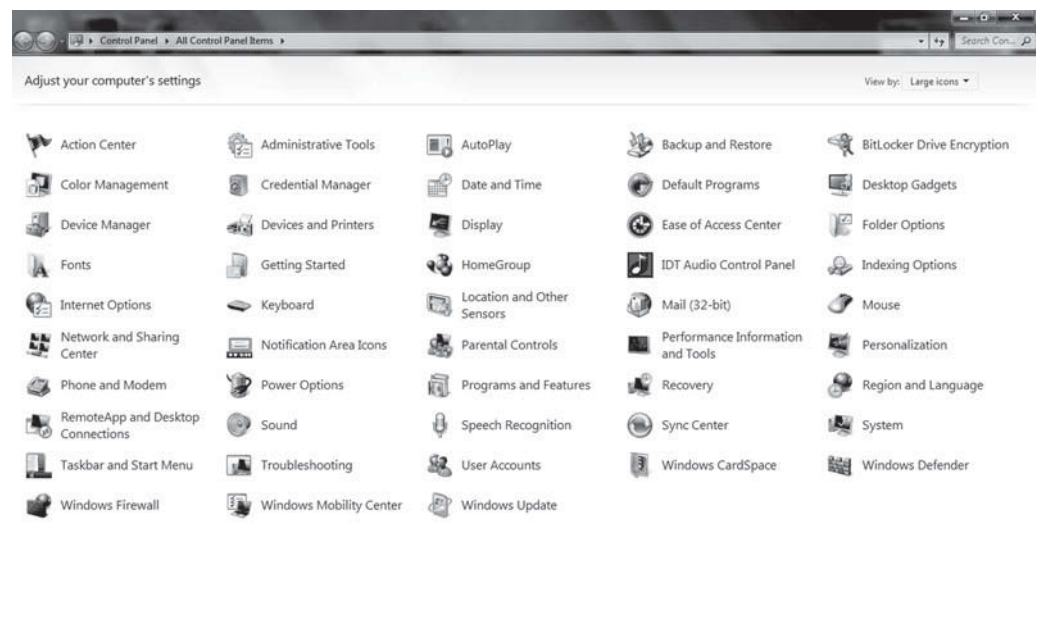 Control Panel ▸ All Control Panel Items ▸ Search Con...
Adjust your computer's settings View by: Large icons
Action Center Administrative Tools AutoPlay Backup and Restore BitLocker Drive Encryption
Color Management Credential Manager Date and Time Default Programs Desktop Gadgets
Device Manager Devices and Printers Display Ease of Access Center Folder Options
Fonts Getting Started HomeGroup IDT Audio Control Panel Indexing Options
Internet Options Keyboard Location and Other Sensors Mail (32-bit) Mouse
Network and Sharing Center Notification Area Icons Parental Controls Performance Information and Tools Personalization
Phone and Modem Power Options Programs and Features Recovery Region and Language
RemoteApp and Desktop Connections Sound Speech Recognition Sync Center System
Taskbar and Start Menu Troubleshooting User Accounts Windows CardSpace Windows Defender
Windows Firewall Windows Mobility Center Windows Update